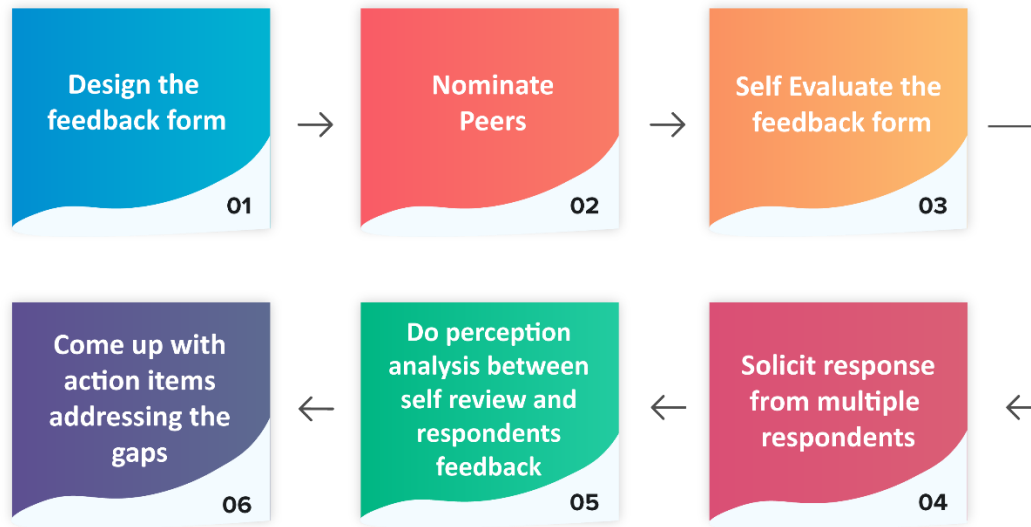 Design the
feedback form
01
Nominate
Peers
02
Self Evaluate the
feedback form
03
Solicit response
from multiple
respondents
04
Do perception
analysis between
self review and
respondents
feedback
05
Come up with
action items
addressing the
gaps
06